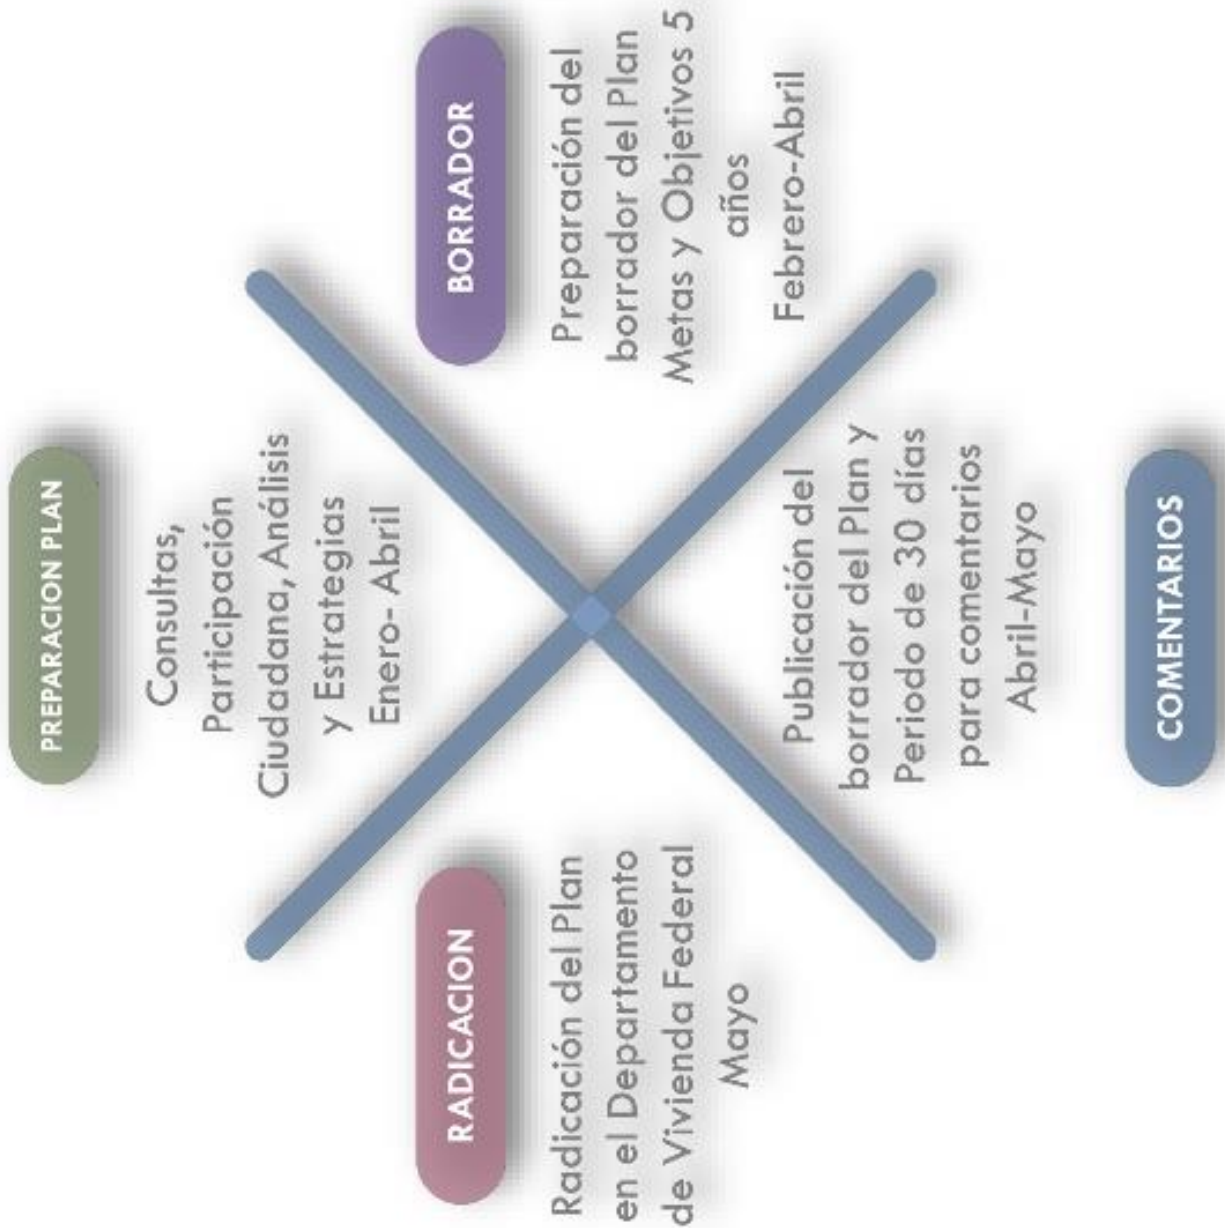 PREPARACION PLAN
Consultas,
Participación
Ciudadana, Análisis
y Estrategias
Enero- Abril
BORRADOR
Preparación del
borrador del Plan
Metas y Objetivos 5
años
Febrero-Abril
COMENTARIOS
Publicación del
borrador del Plan y
Periodo de 30 días
para comentarios
Abril-Mayo
RADICACION
Radicación del Plan
en el Departamento
de Vivienda Federal
Mayo